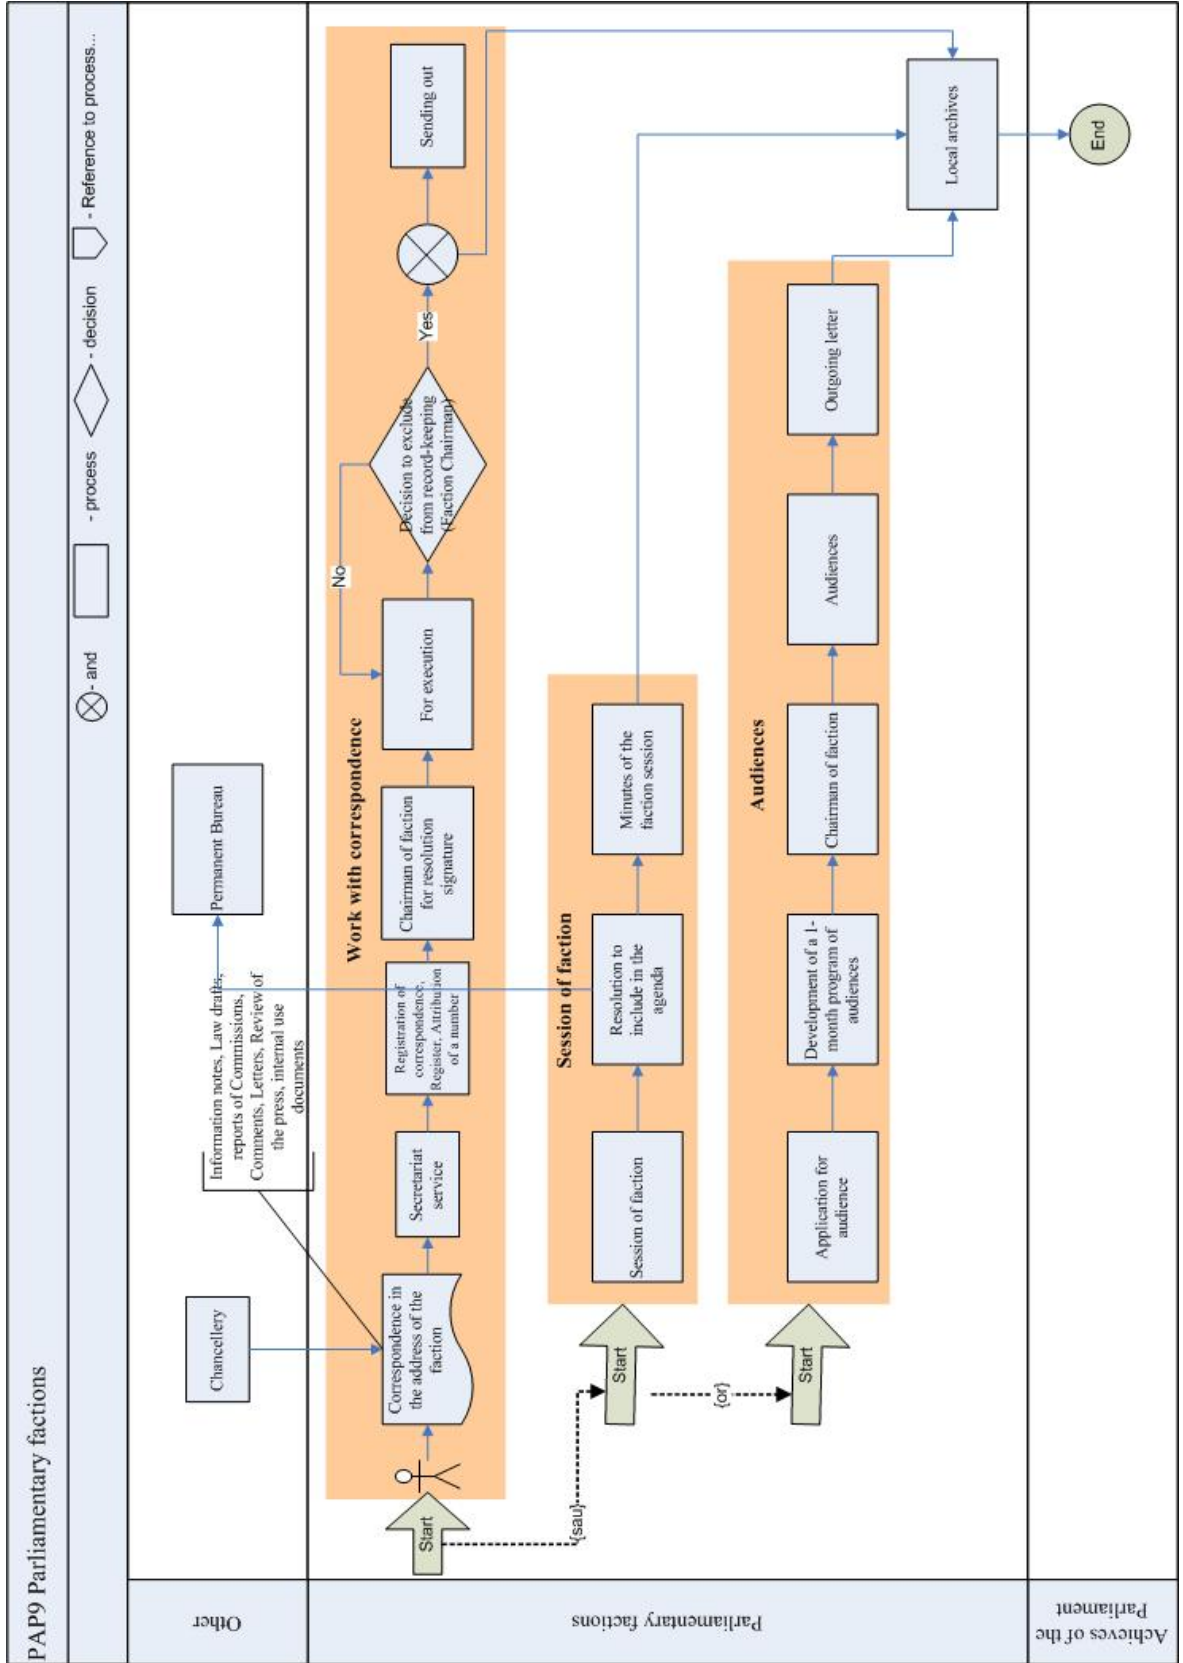 PAP9 Parliamentary factions
- and
- process
- decision
- Reference to process...
Other
Parliamentary factions
Achieves of the
Parliament
Chancellery
Information notes, Law drafts,
reports of Commissions,
Comments, Letters, Review of
the press, internal use
documents
Permanent Bureau
Work with correspondence
Start
Correspondence in
the address of the
faction
Secretariat
service
Registration of
correspondence,
Register, Attribution
of a number
Chairman of faction
for resolution
signature
For execution
No
Decision to exclude
from record-keeping
(Faction Chairman)
Yes
Sending out
{sau}
Session of faction
Start
Session of faction
Resolution to
include in the
agenda
Minutes of the
faction session
{or}
Audiences
Start
Application for
audience
Development of a 1-
month program of
audiences
Chairman of faction
Audiences
Outgoing letter
Local archives
End